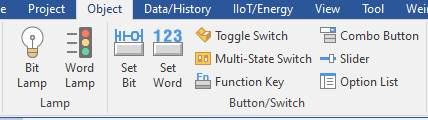 Project Object Data/History IIoT/Energy View Tool
Bit Lamp
Word Lamp
Lamp
Set Bit
123
Set Word
Toggle Switch
Multi-State Switch
Fn
Function Key
Combo Button
Slider
Option List
Button/Switch